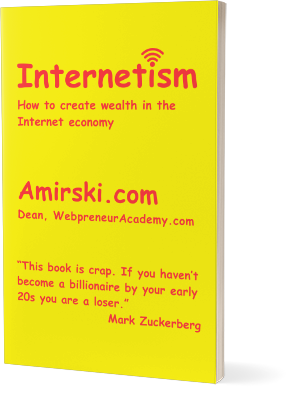 Internetism
How to create wealth in the
Internet economy
Amirski.com
Dean, WebpreneurAcademy.com
“This book is crap. If you haven’t
become a billionaire by your early
20s you are a loser.”
Mark Zuckerberg